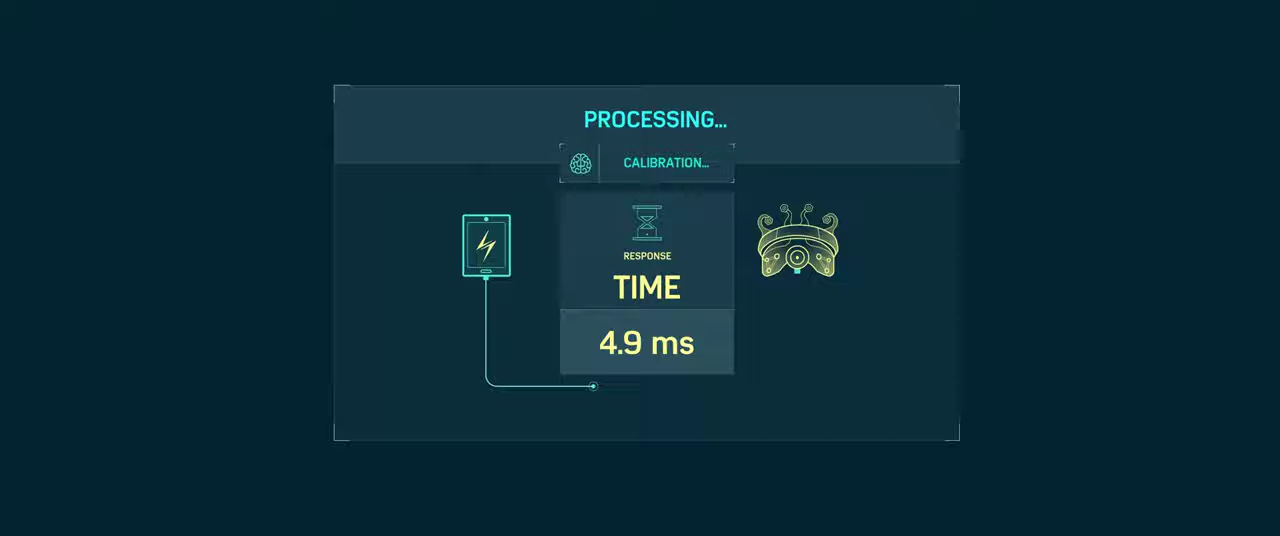 PROCESSING...
CALIBRATION...
RESPONSE
TIME
4.9 ms